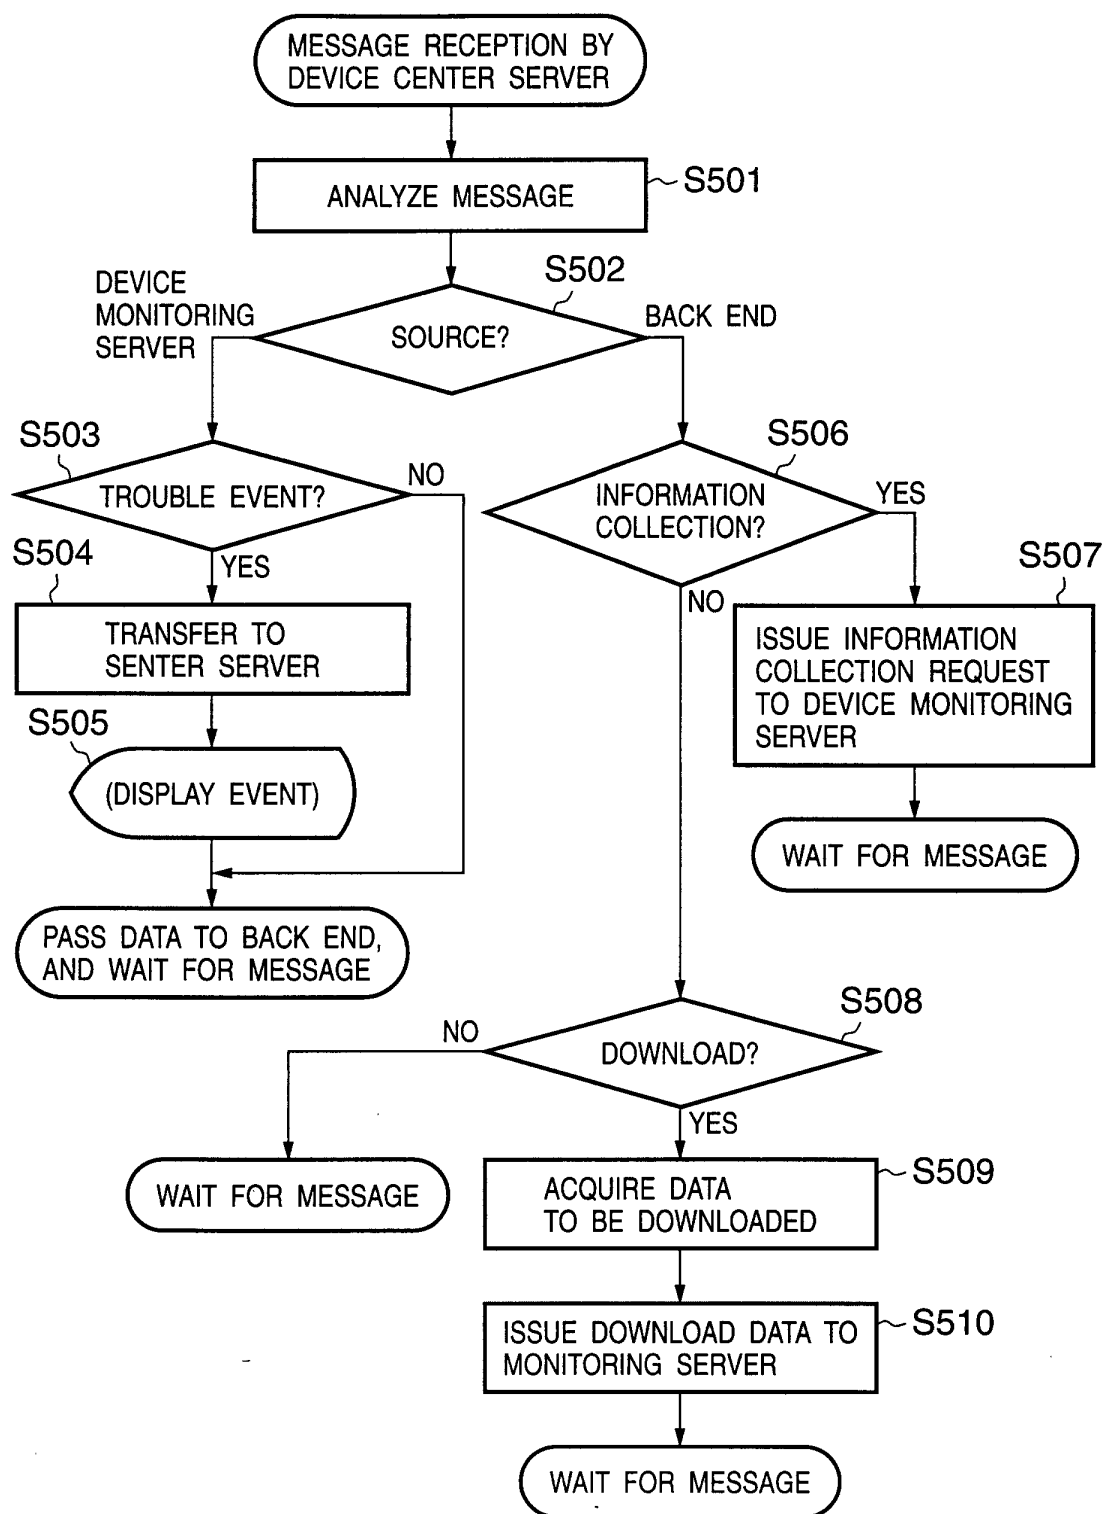 MESSAGE RECEPTION BY
DEVICE CENTER SERVER
ANALYZE MESSAGE
S501
S502
DEVICE
MONITORING
SERVER
SOURCE?
BACK END
S503
TROUBLE EVENT?
NO
YES
S504
TRANSFER TO
SENTER SERVER
S505
(DISPLAY EVENT)
PASS DATA TO BACK END,
AND WAIT FOR MESSAGE
S506
INFORMATION
COLLECTION?
YES
NO
S507
ISSUE INFORMATION
COLLECTION REQUEST
TO DEVICE MONITORING
SERVER
WAIT FOR MESSAGE
S508
DOWNLOAD?
NO
YES
WAIT FOR MESSAGE
S509
ACQUIRE DATA
TO BE DOWNLOADED
S510
ISSUE DOWNLOAD DATA TO
MONITORING SERVER
WAIT FOR MESSAGE